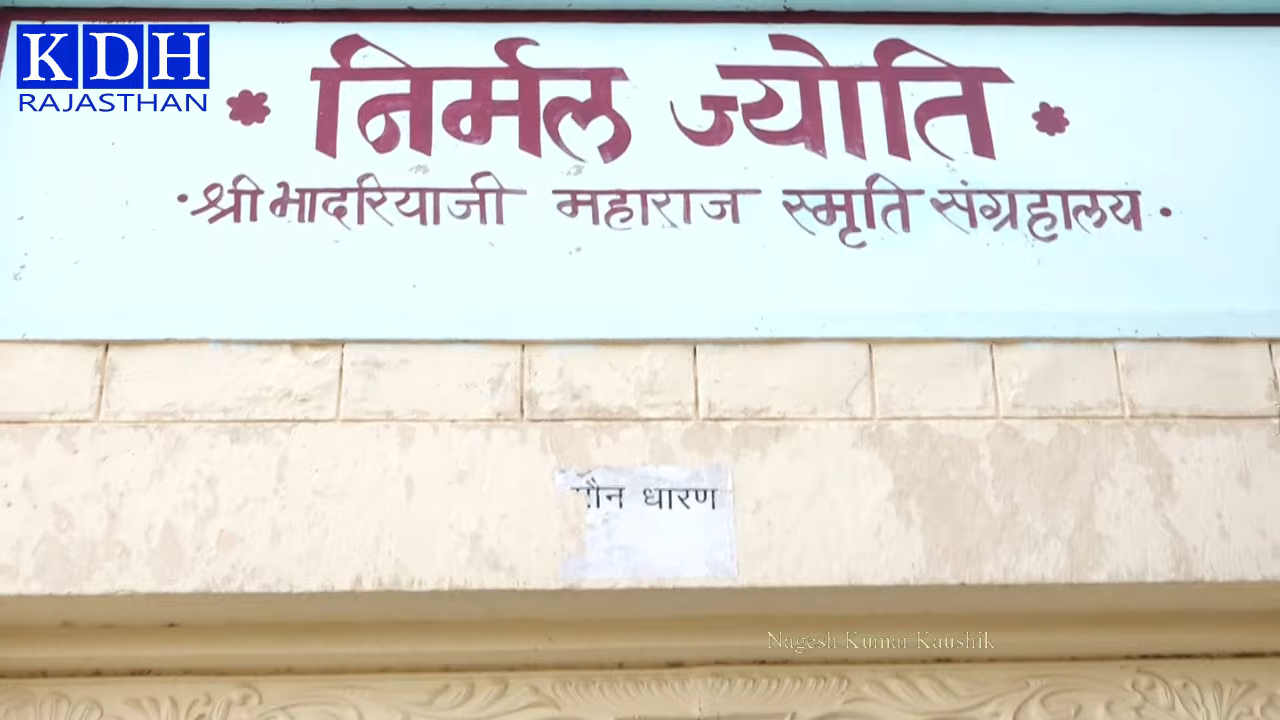 KDH
RAJASTHAN
निर्मल ज्योति
श्री भादरियाजी महाराज स्मृति संग्रहालय
मौन धारण
Nagesh Kumar Kaushik